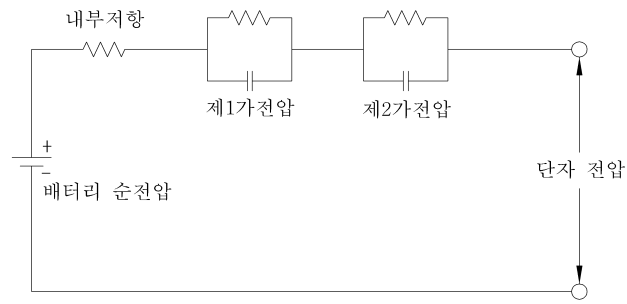 내부저항
제1가전압
제2가전압
+
−
배터리 순전압
단자 전압